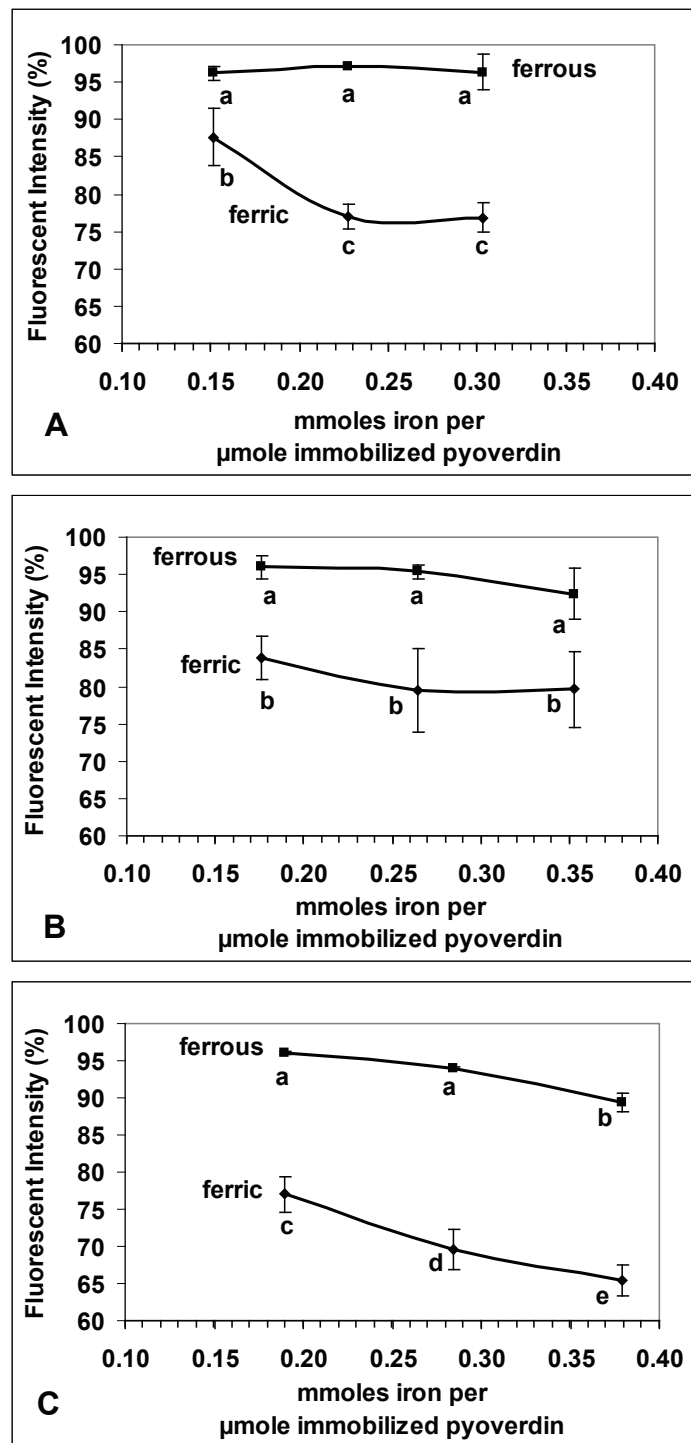 100
95
90
85
80
75
70
65
60
Fluorescent Intensity (%)
ferrous
a
a
a
b
ferric
c
c
0.10
0.15
0.20
0.25
0.30
0.35
0.40
A
mmoles iron per
µmole immobilized pyoverdin
100
95
90
85
80
75
70
65
60
Fluorescent Intensity (%)
ferrous
a
a
a
ferric
b
b
b
0.10
0.15
0.20
0.25
0.30
0.35
0.40
B
mmoles iron per
µmole immobilized pyoverdin
100
95
90
85
80
75
70
65
60
Fluorescent Intensity (%)
ferrous
a
a
b
ferric
c
d
e
0.10
0.15
0.20
0.25
0.30
0.35
0.40
C
mmoles iron per
µmole immobilized pyoverdin